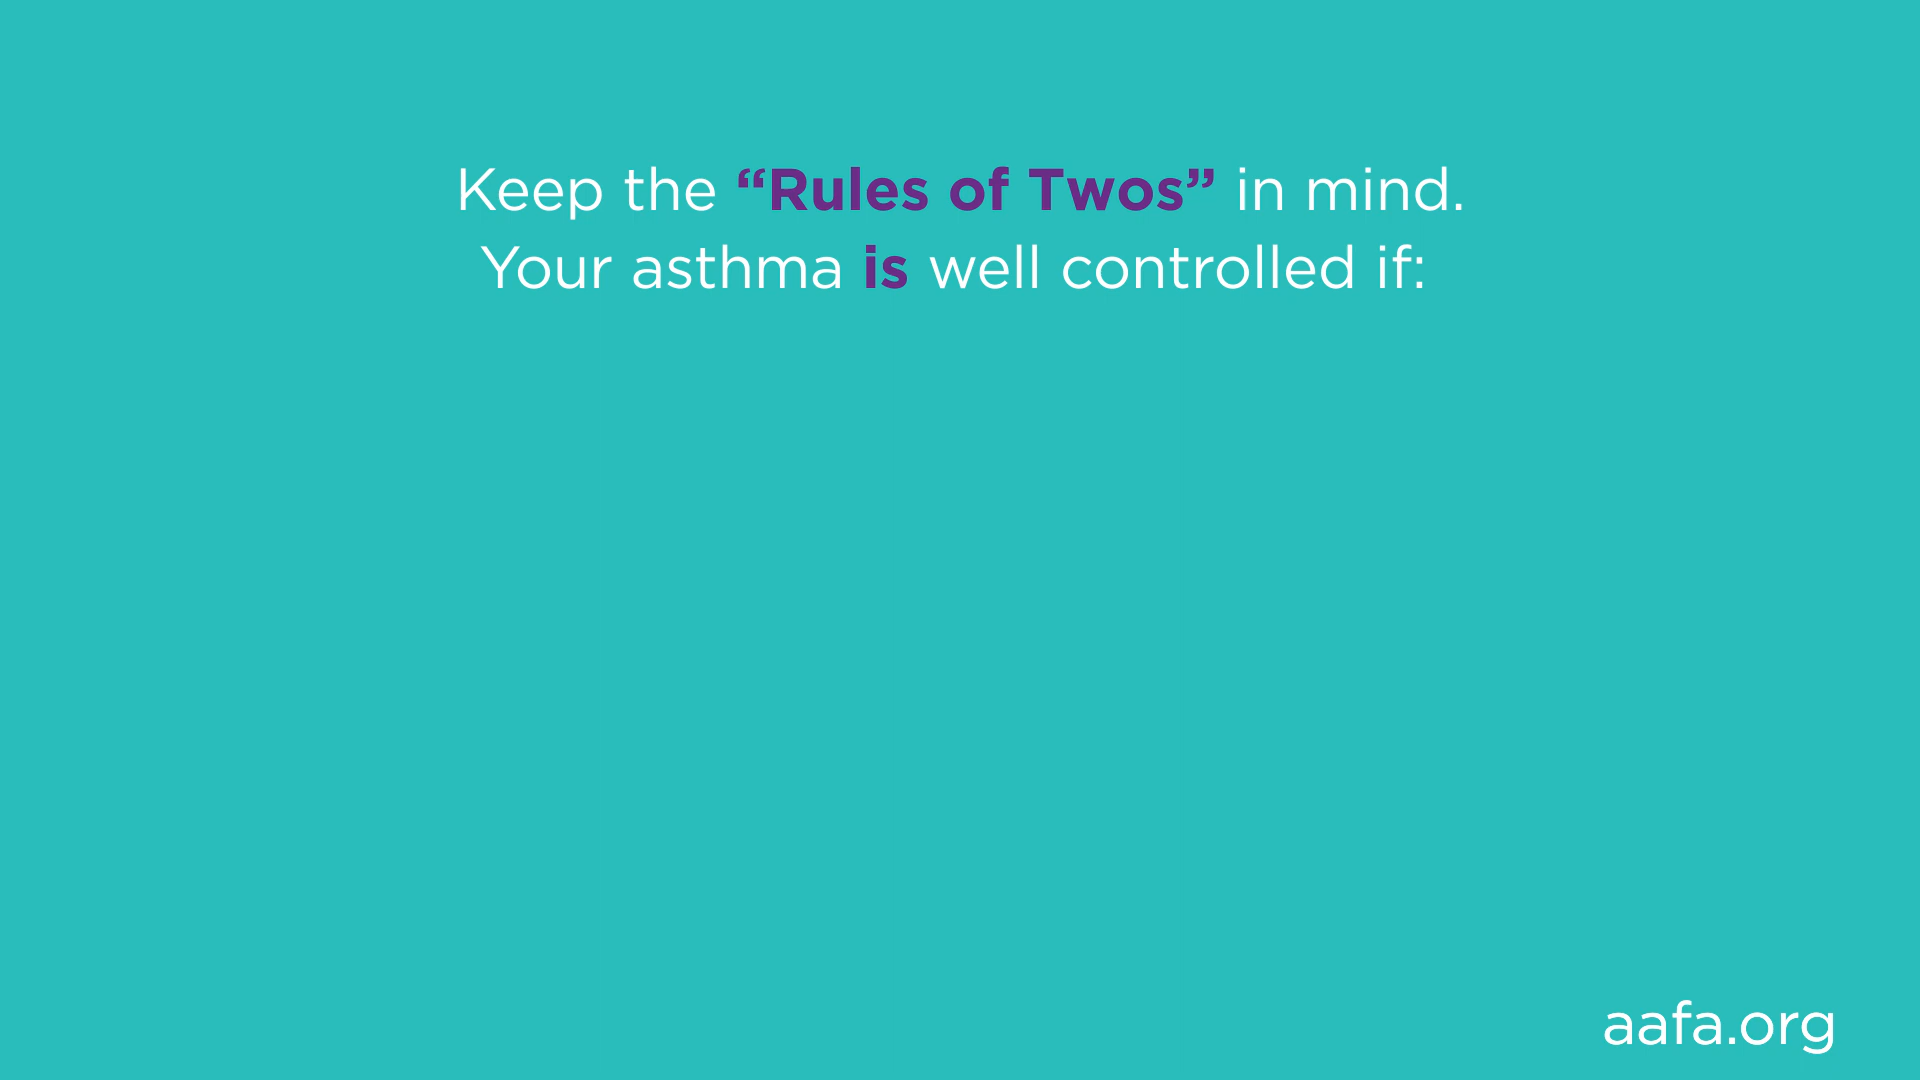 Keep the “Rules of Twos” in mind.
Your asthma is well controlled if:
aafa.org